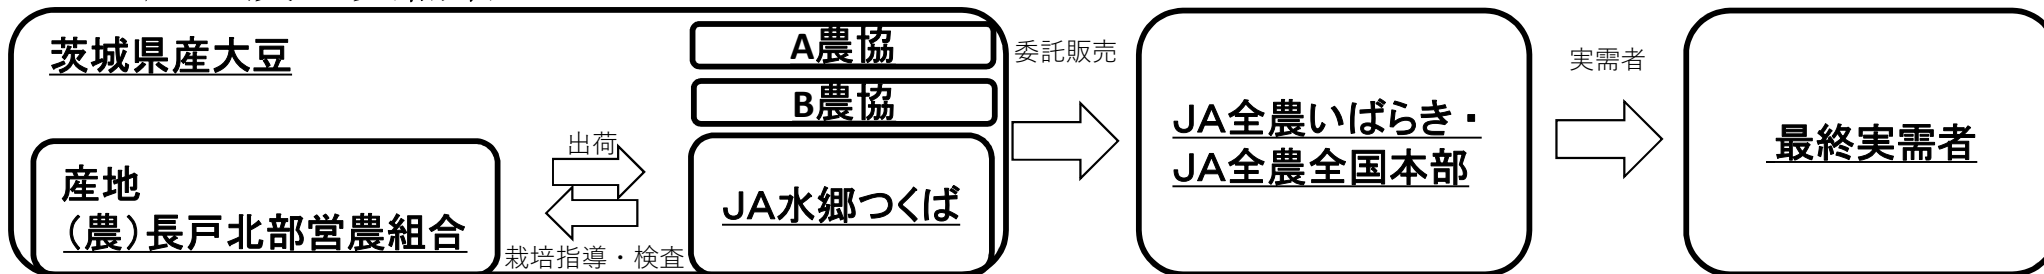 茨城県産大豆
A農協
B農協
産地
（農）長戸北部営農組合
出荷
栽培指導・検査
JA水郷つくば
委託販売
JA全農いばらき・
JA全農全国本部
実需者
最終実需者